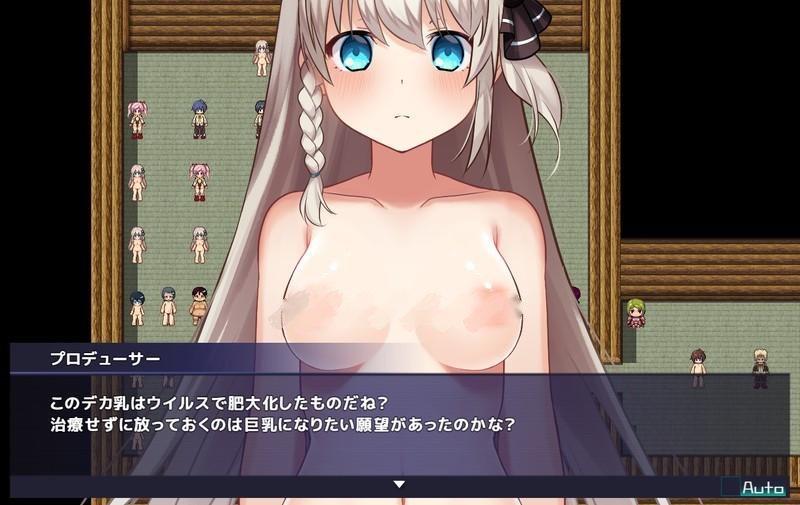 プロデューサー
このデカ乳はウイルスで肥大化したものだね?
治療せずに放っておくのは巨乳になりたい願望があったのかな?
Auto